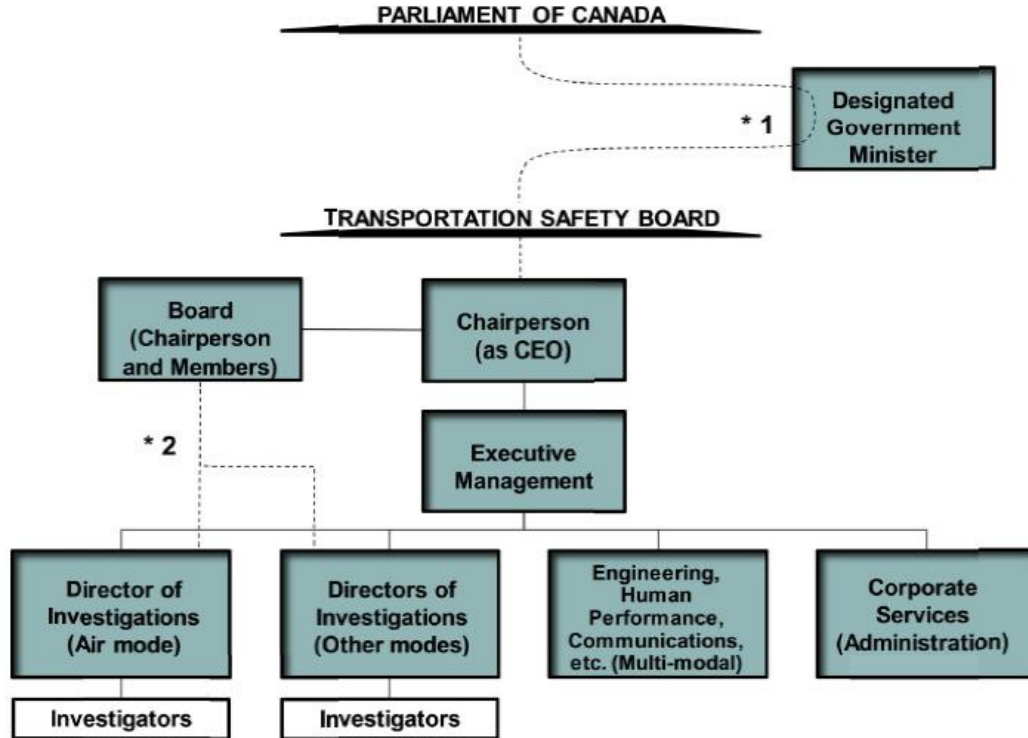 PARLIAMENT OF CANADA
Designated
Government
Minister
* 1
TRANSPORTATION SAFETY BOARD
Board
(Chairperson
and Members)
Chairperson
(as CEO)
* 2
Executive
Management
Director of
Investigations
(Air mode)
Directors of
Investigations
(Other modes)
Engineering,
Human
Performance,
Communications,
etc. (Multi-modal)
Corporate
Services
(Administration)
Investigators
Investigators